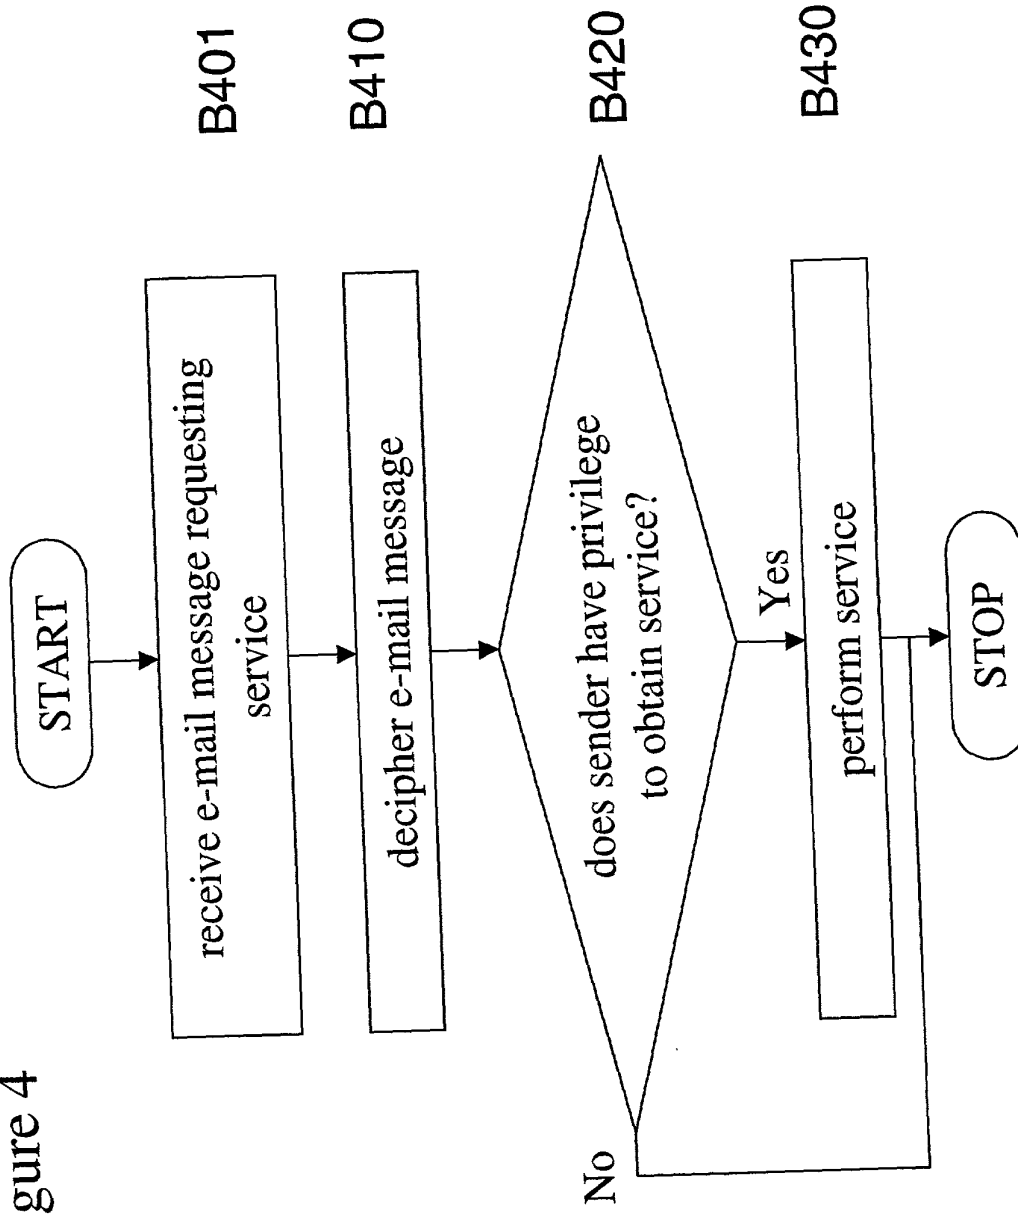 gure 4
START
receive e-mail message requesting
service
B401
decipher e-mail message
B410
does sender have privilege
to obtain service?
B420
No
Yes
perform service
B430
STOP